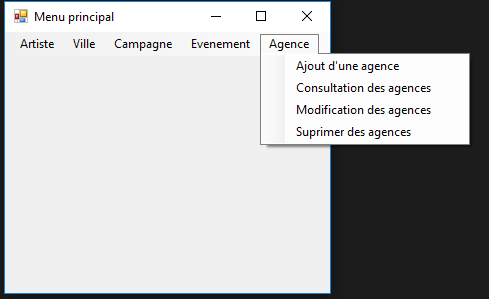 Menu principal
Artiste Ville Campagne Evenement Agence
Ajout d'une agence
Consultation des agences
Modification des agences
Suprimer des agences